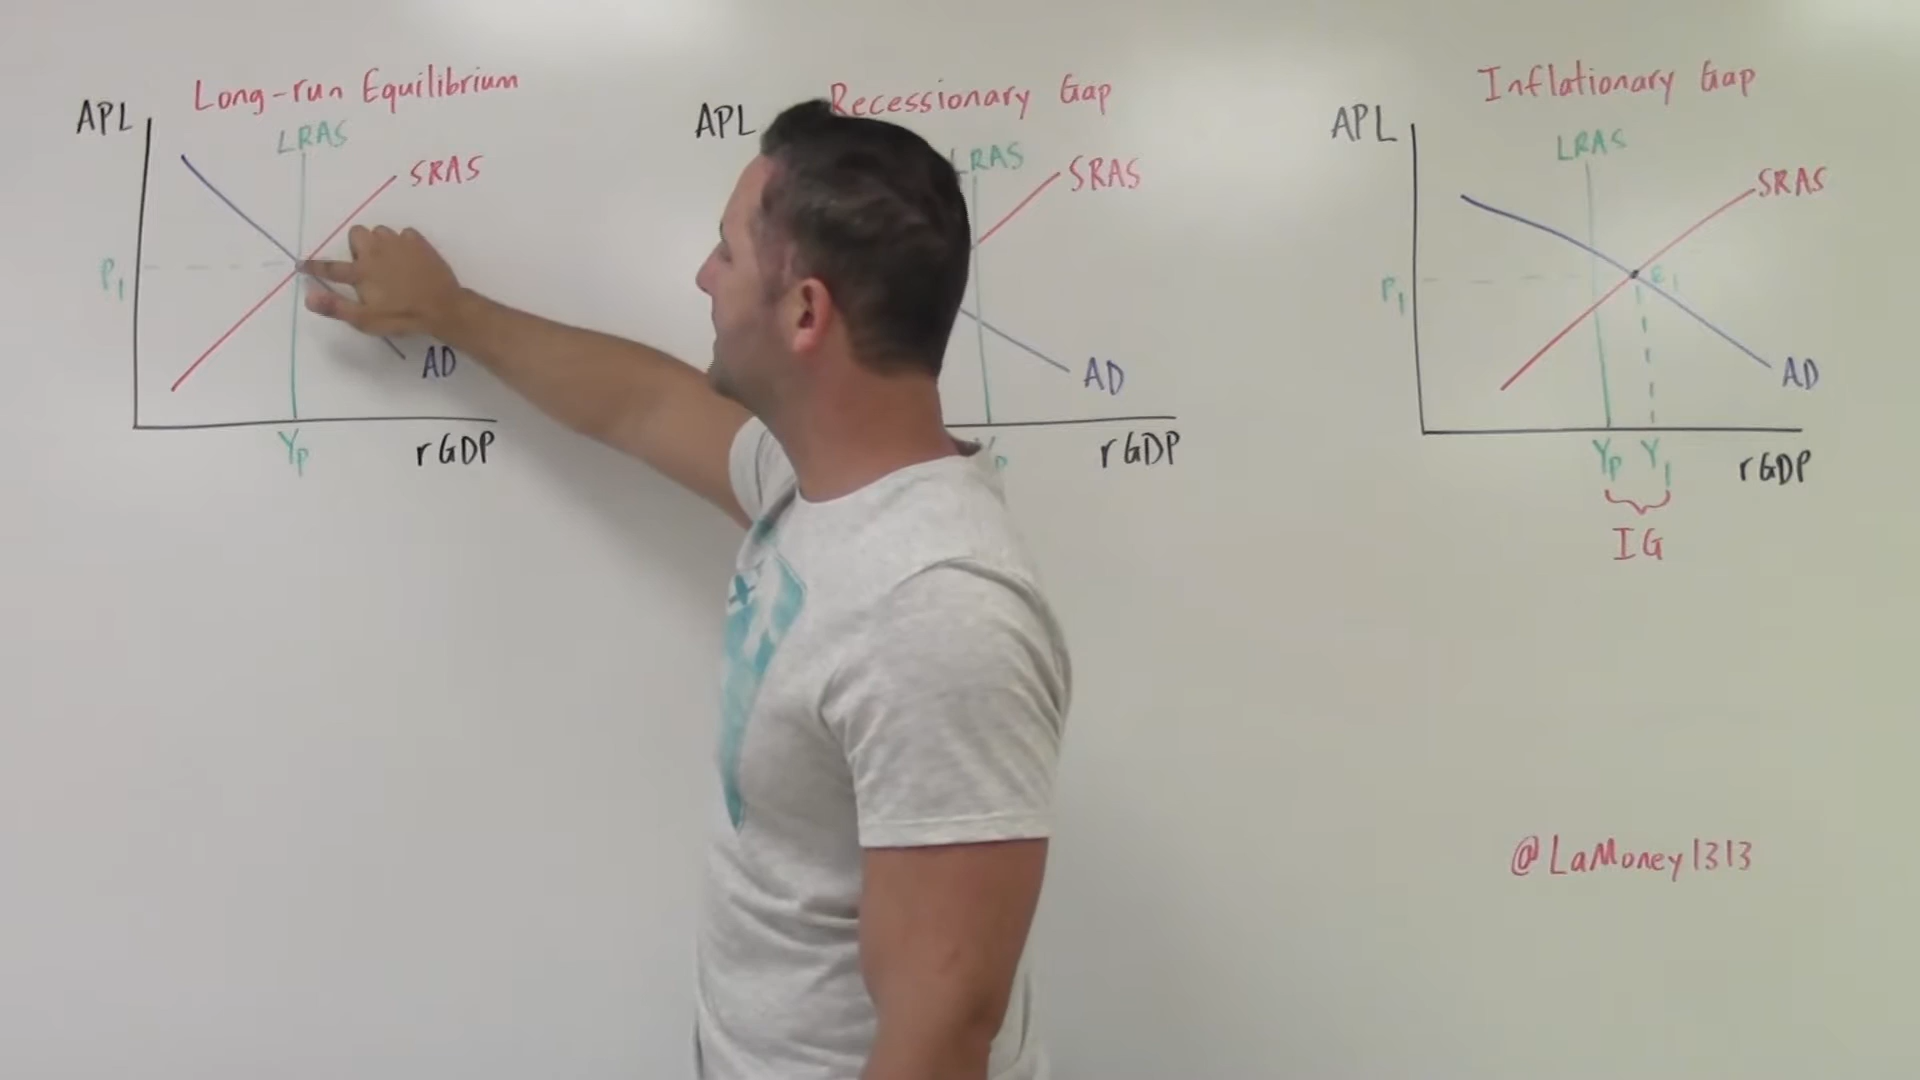 Long-run Equilibrium
APL
LRAS
SRAS
P1
AD
Yp
rGDP
Recessionary Gap
APL
LRAS
SRAS
AD
rGDP
Inflationary Gap
APL
LRAS
SRAS
P1
E1
AD
Yp Y1
rGDP
IG
@LaMoney1313